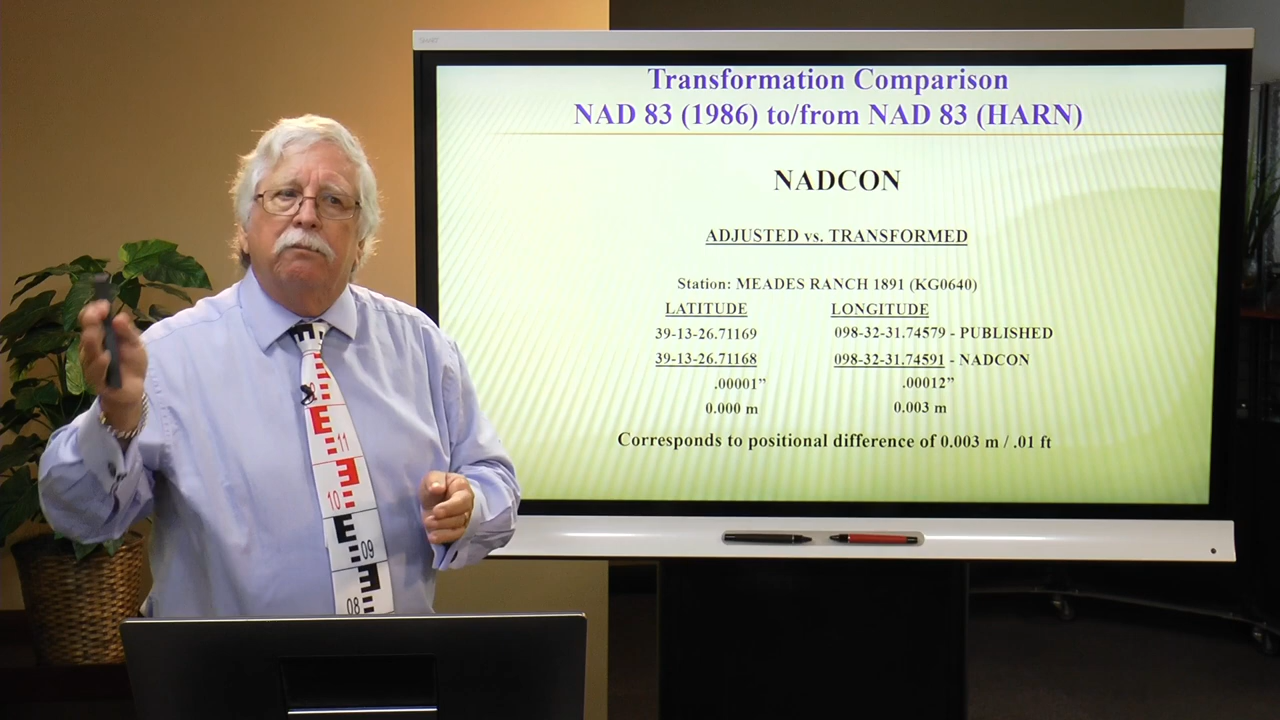 SMART
Transformation Comparison
NAD 83 (1986) to/from NAD 83 (HARN)
NADCON
ADJUSTED vs. TRANSFORMED
Station: MEADES RANCH 1891 (KG0640)
LATITUDE LONGITUDE
39-13-26.71169 098-32-31.74579 - PUBLISHED
39-13-26.71168 098-32-31.74591 - NADCON
.00001” .00012”
0.000 m 0.003 m
Corresponds to positional difference of 0.003 m / .01 ft
11
10
09
08